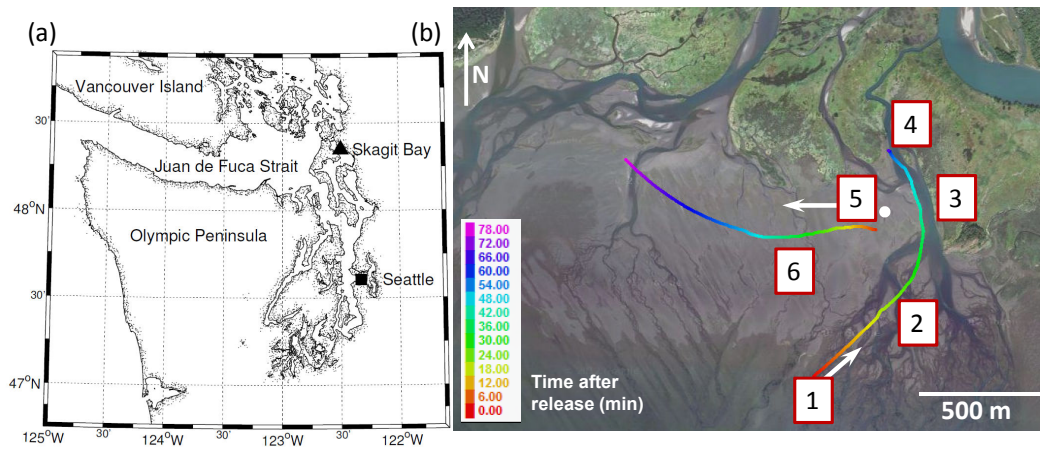 (a)
(b)
Vancouver Island
30'
Skagit Bay
Juan de Fuca Strait
48°N
Olympic Peninsula
Seattle
30'
47°N
125°W
30'
124°W
30'
123°W
30'
122°W
N
4
5
3
6
2
1
78.00
72.00
66.00
60.00
54.00
48.00
42.00
36.00
30.00
24.00
18.00
12.00
6.00
0.00
Time after
release (min)
500 m